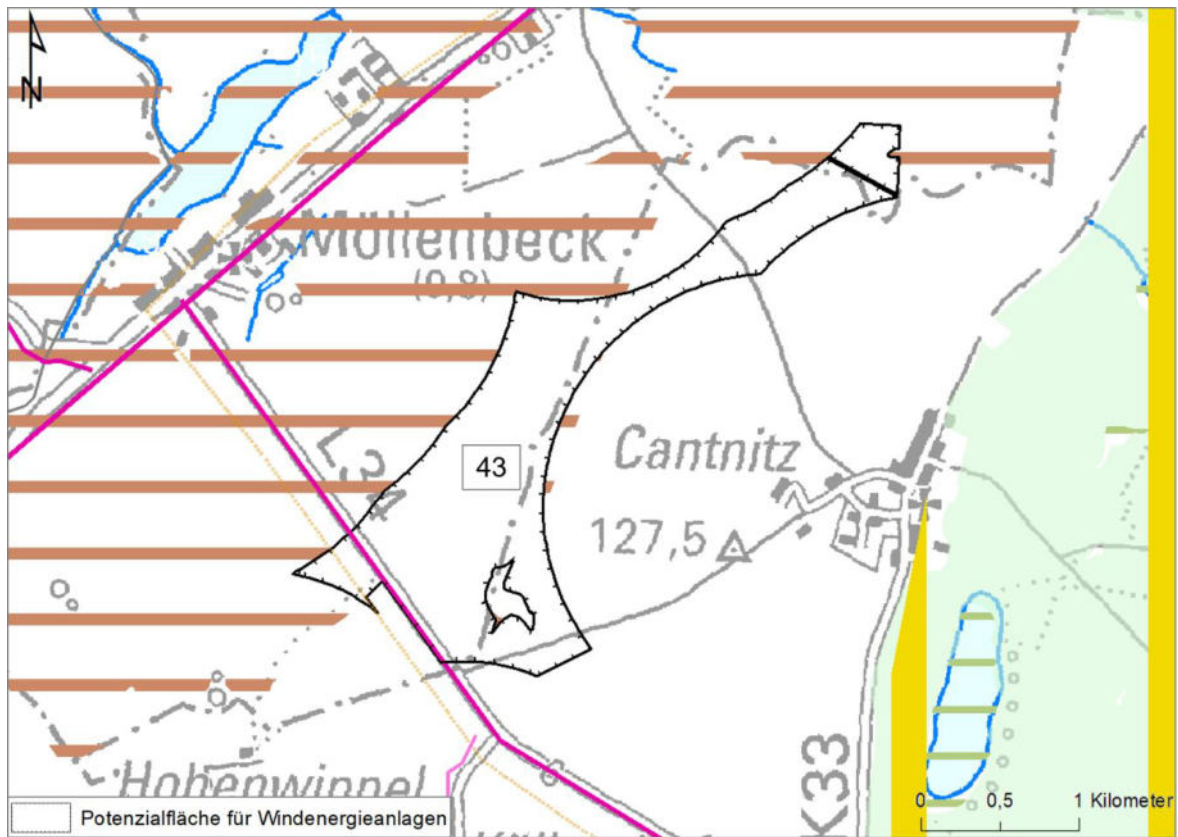 N
Möllenbeck
(0,8)
L34
43
Cantnitz
127,5
Hohenwippel
K33
0 0,5 1 Kilometer
Potenzialfläche für Windenergieanlagen